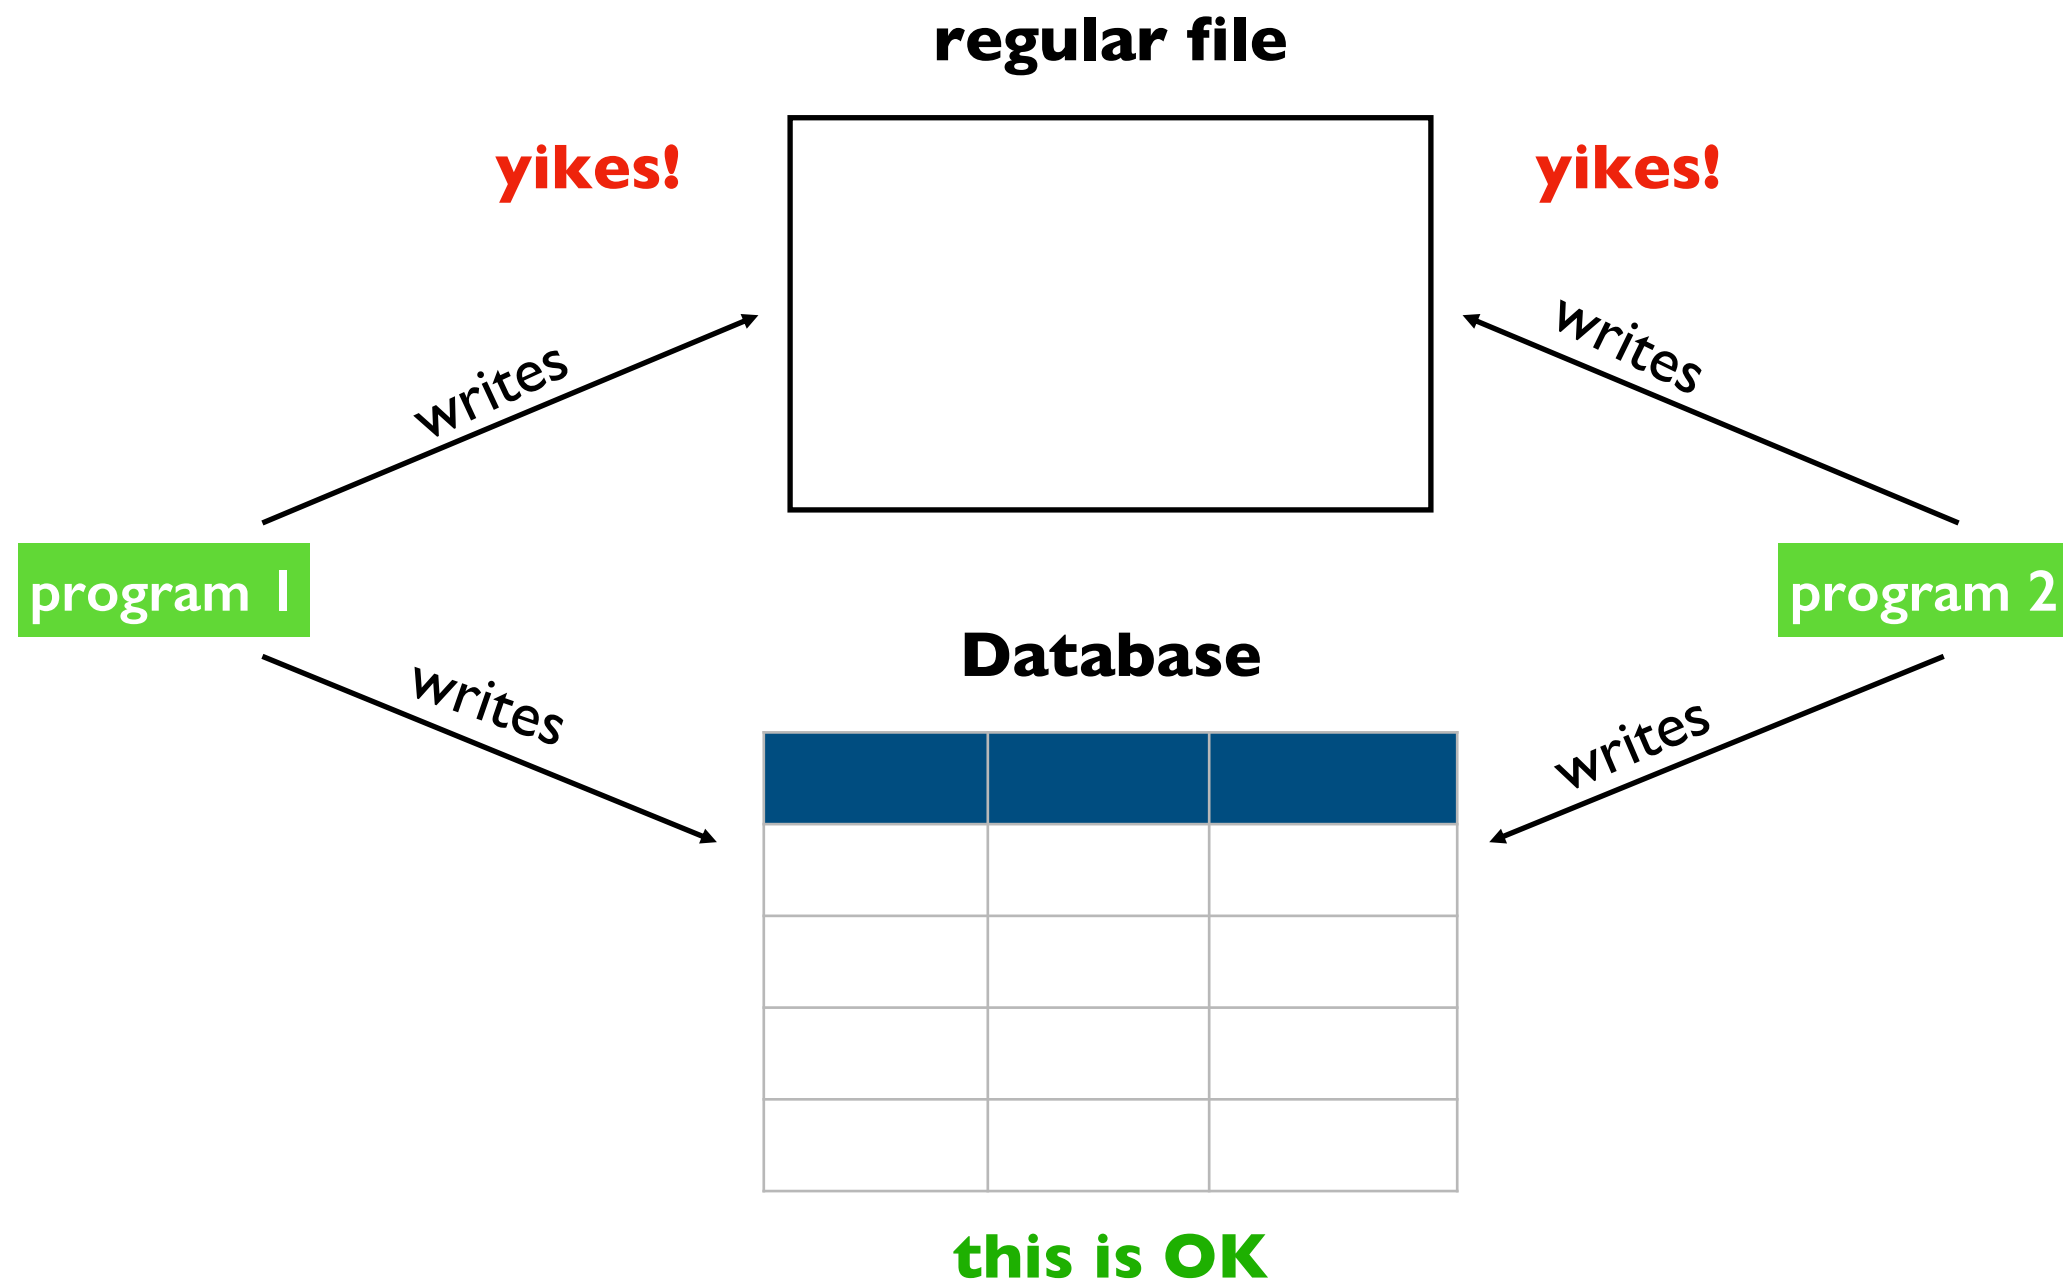 regular file
yikes!
yikes!
writes
writes
program 1
program 2
Database
writes
writes
this is OK